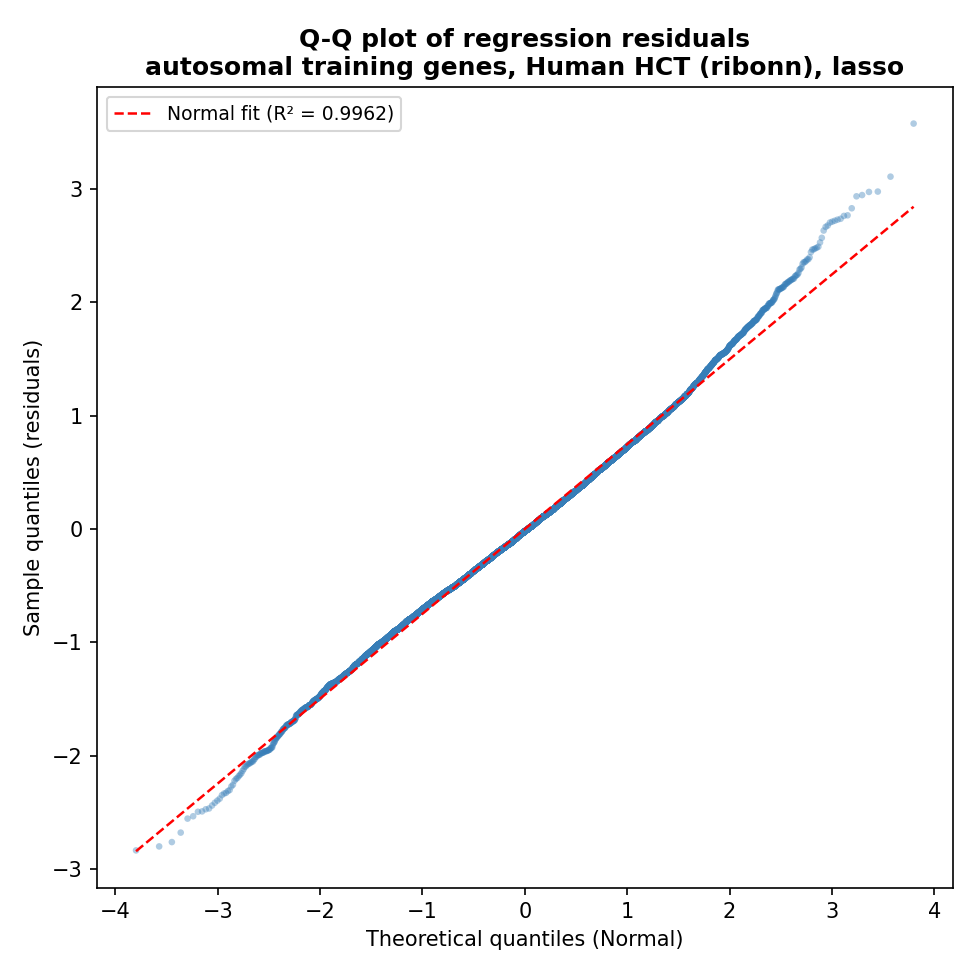 Q-Q plot of regression residuals
autosomal training genes, Human HCT (ribonn), lasso
Normal fit (R² = 0.9962)
Sample quantiles (residuals)
3
2
1
0
−1
−2
−3
−4 −3 −2 −1 0 1 2 3 4
Theoretical quantiles (Normal)